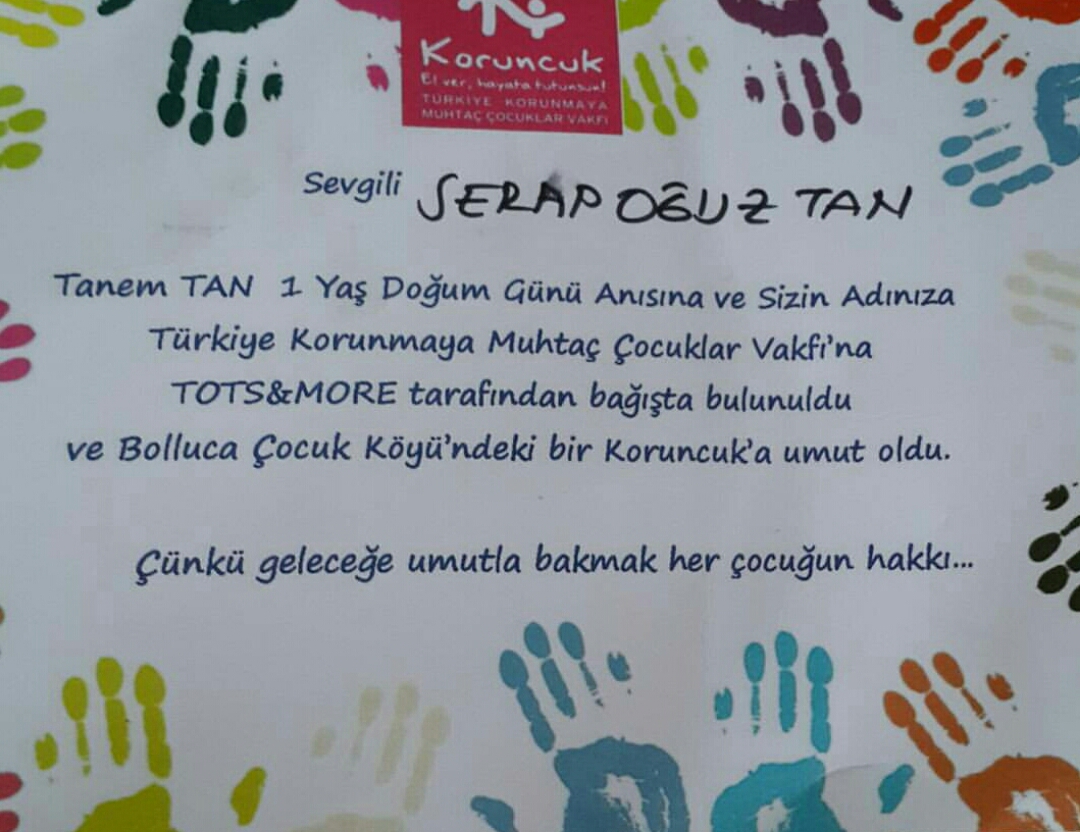 Koruncuk
El ver, hayata tutunsun!
TÜRKİYE KORUNMAYA
MUHTAÇ ÇOCUKLAR VAKFI
Sevgili SERAP OĞUZ TAN
Tanem TAN 1 Yaş Doğum Günü Anısına ve Sizin Adınıza
Türkiye Korunmaya Muhtaç Çocuklar Vakfı'na
TOTS&MORE tarafından bağışta bulunuldu
ve Bolluca Çocuk Köyü'ndeki bir Koruncuk'a umut oldu.
Çünkü geleceğe umutla bakmak her çocuğun hakkı...